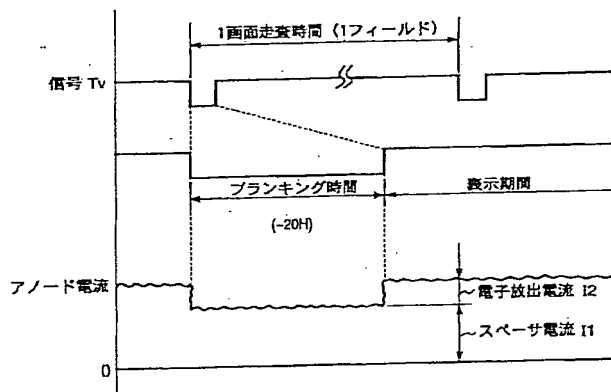 1画面走査時間 (1フィールド)
信号 Tv
ブランキング時間
表示期間
(~20H)
アノード電流
電子放出電流 I2
スペーサ電流 I1
0